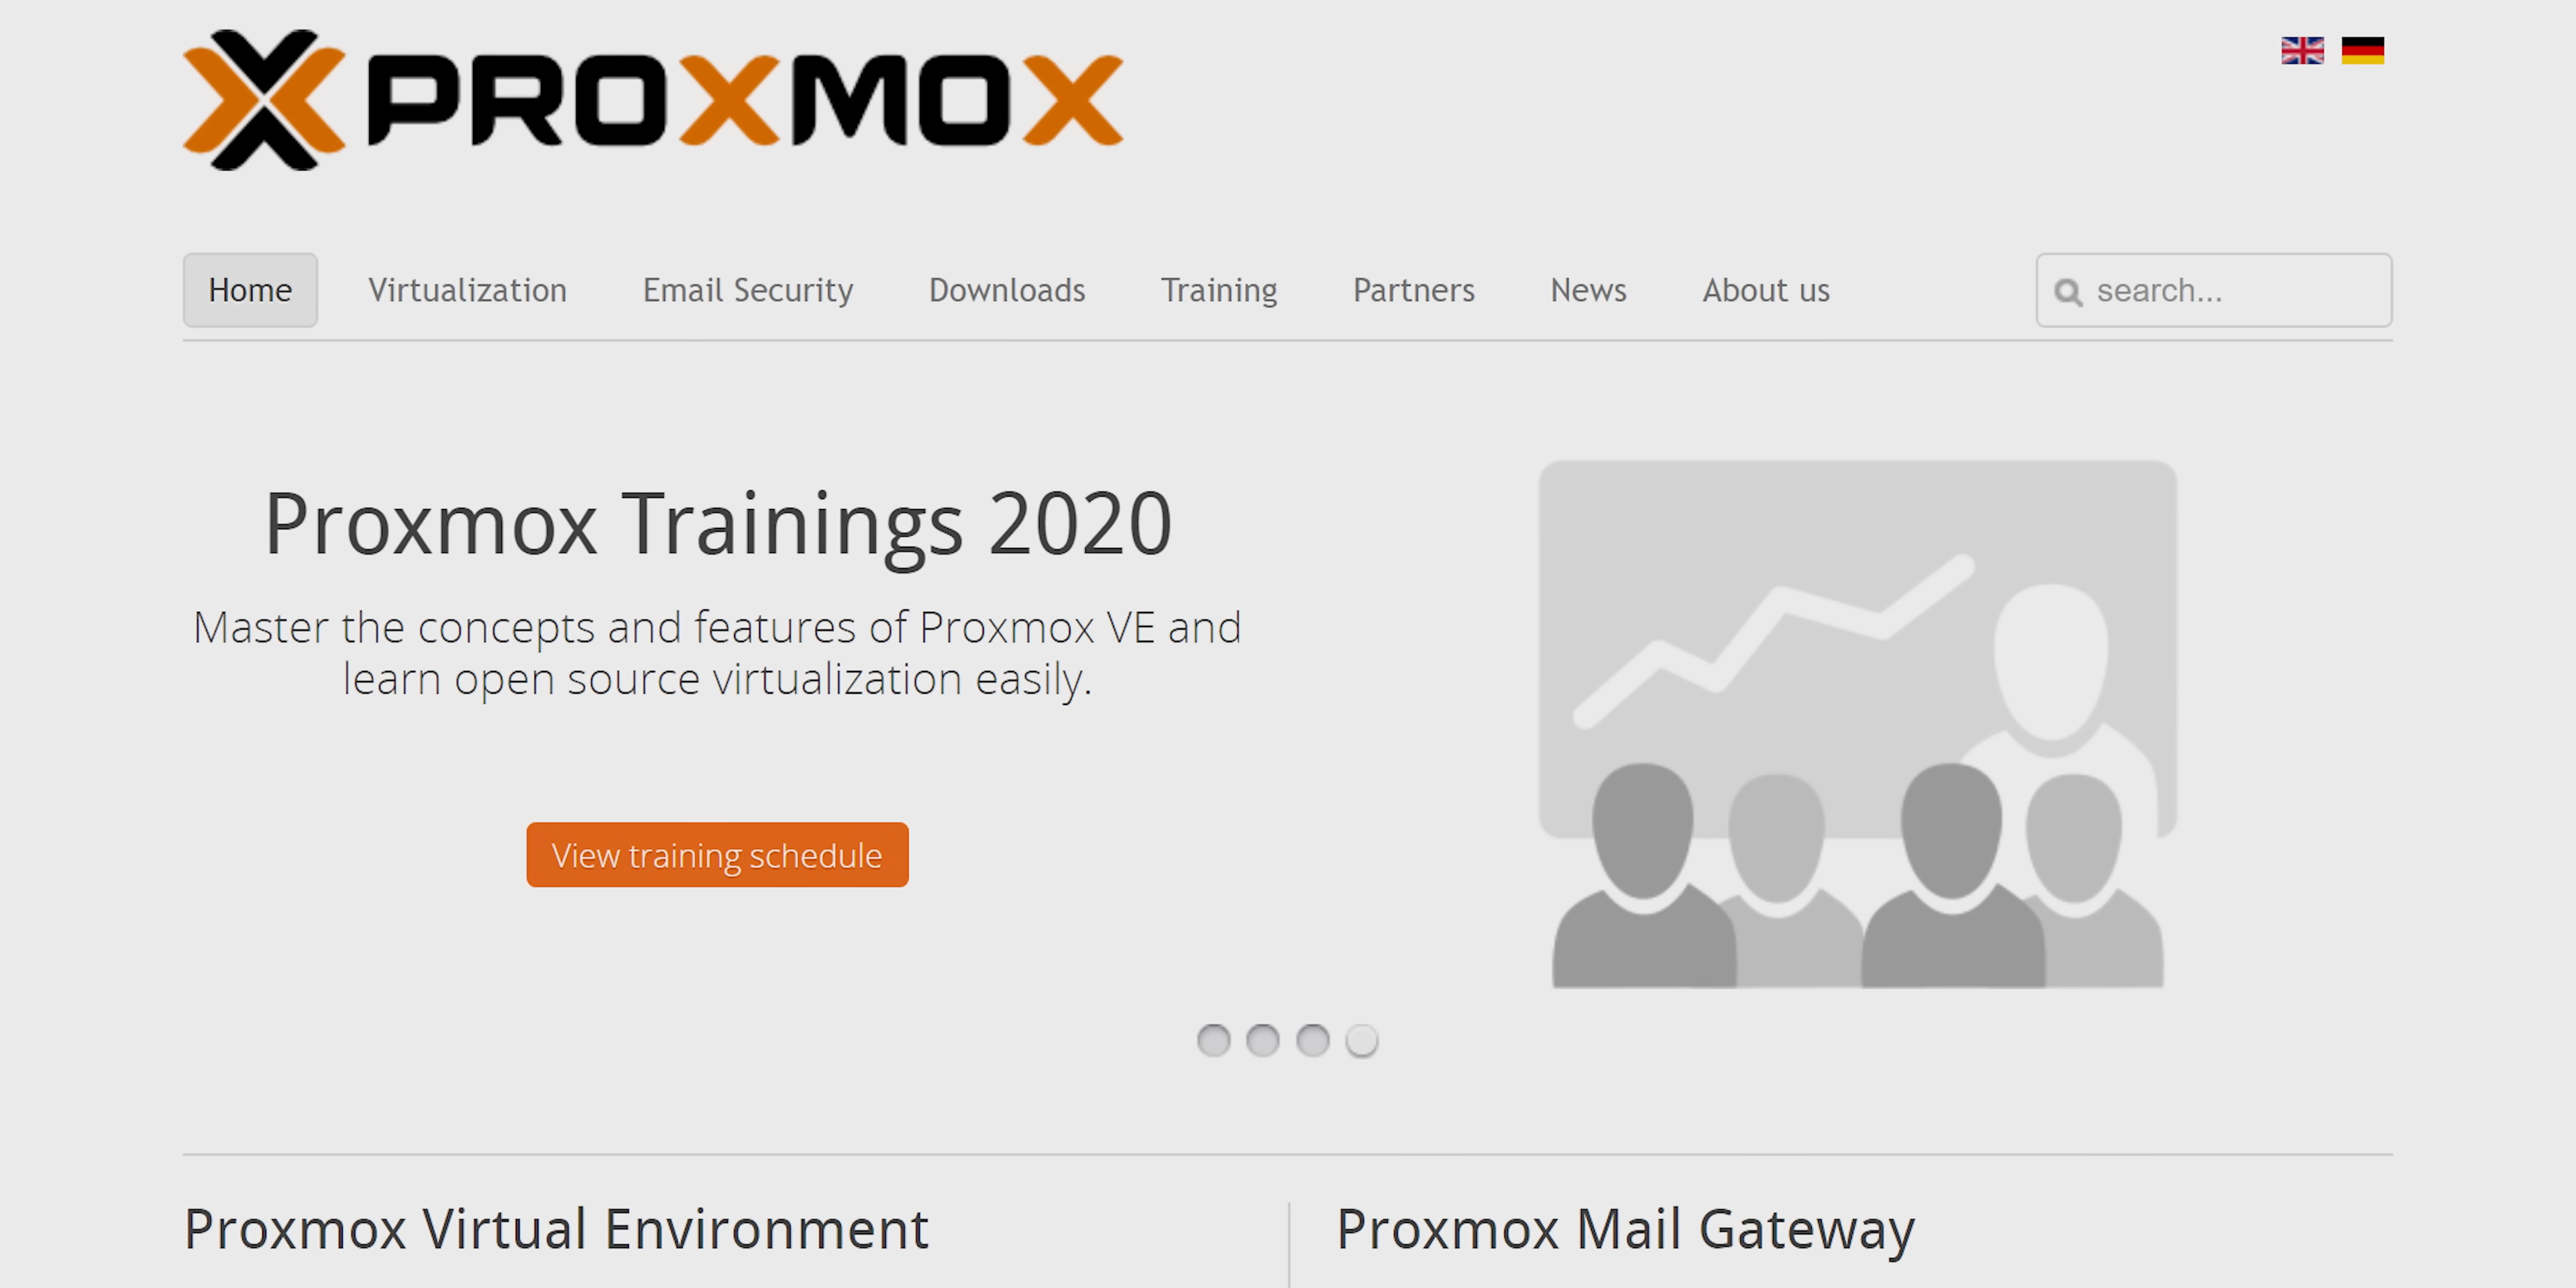 PROXMOX
Home
Virtualization
Email Security
Downloads
Training
Partners
News
About us
search...
Proxmox Trainings 2020
Master the concepts and features of Proxmox VE and
learn open source virtualization easily.
View training schedule
Proxmox Virtual Environment
Proxmox Mail Gateway